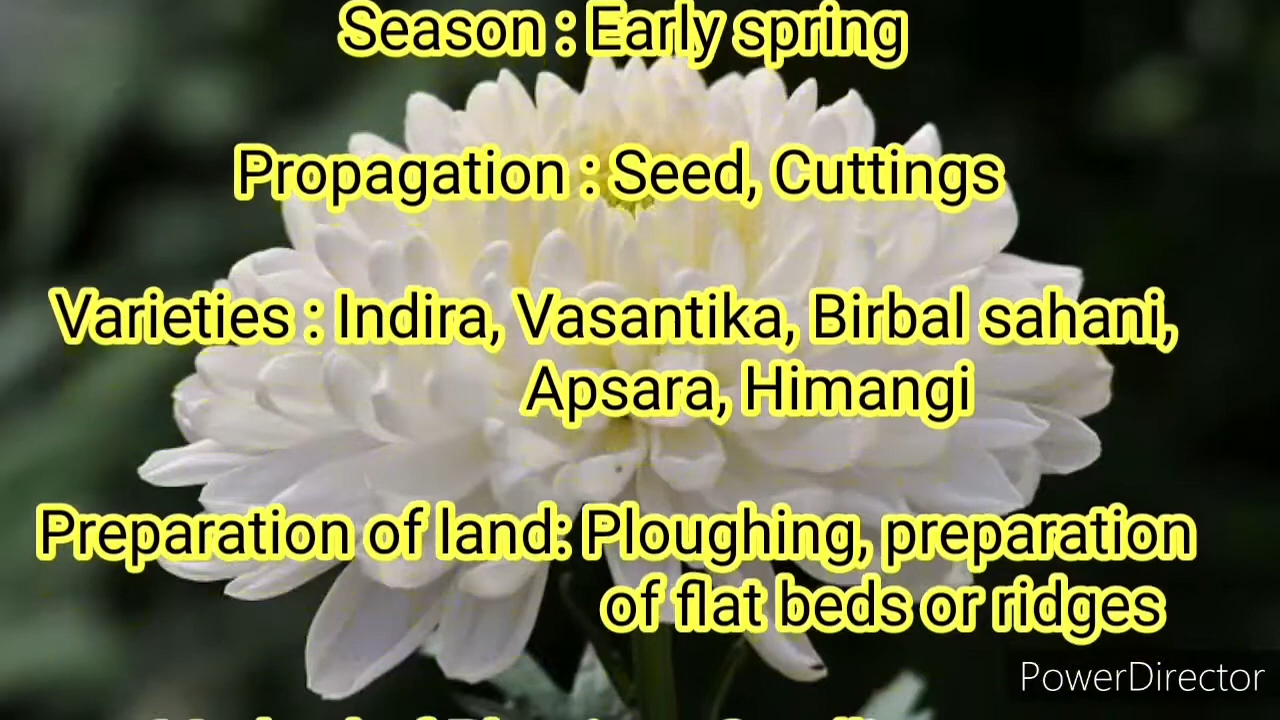 Season : Early spring
Propagation : Seed, Cuttings
Varieties : Indira, Vasantika, Birbal sahani,
Apsara, Himangi
Preparation of land: Ploughing, preparation
of flat beds or ridges
PowerDirector